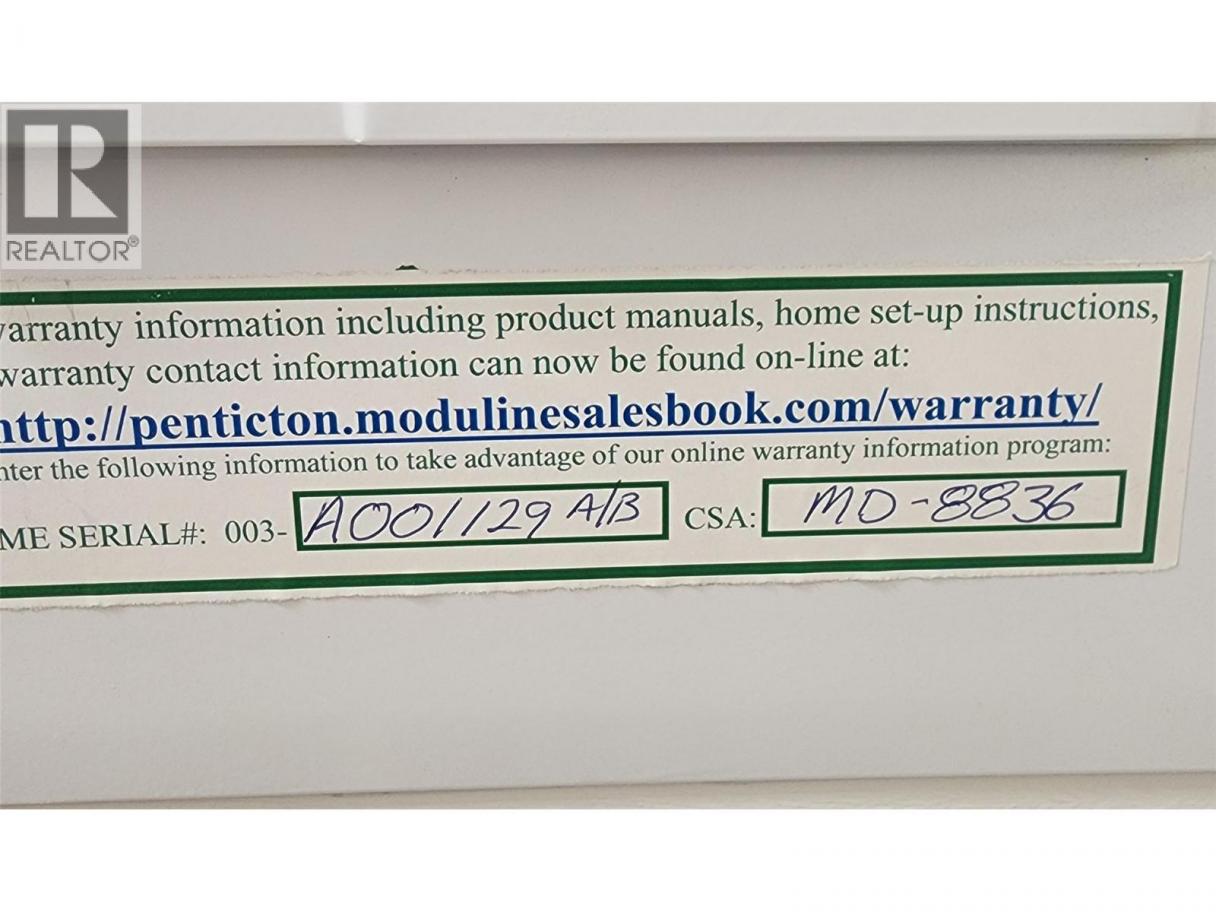 REALTOR®
arranty information including product manuals, home set-up instructions,
warranty contact information can now be found on-line at:
http://penticton.modulinesalesbook.com/warranty/
nter the following information to take advantage of our online warranty information program:
ME SERIAL#: 003- A001129 A/B CSA: MD-8836